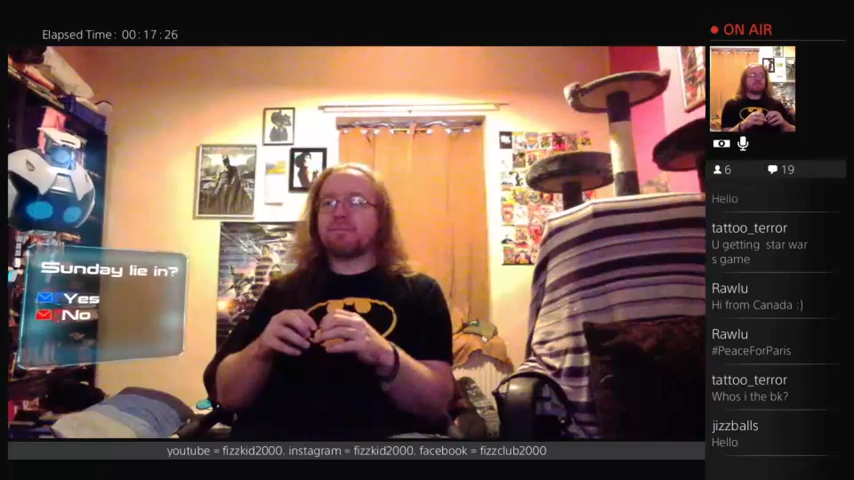 Elapsed Time: 00:17:26
ON AIR
6 19
Hello
tattoo_terror
U getting star war
s game
Rawlu
Hi from Canada :)
Rawlu
#PeaceForParis
tattoo_terror
Whos i the bk?
jizzballs
Hello
Sunday lie in?
Yes
No
youtube = fizzkid2000. instagram = fizzkid2000. facebook = fizzclub2000